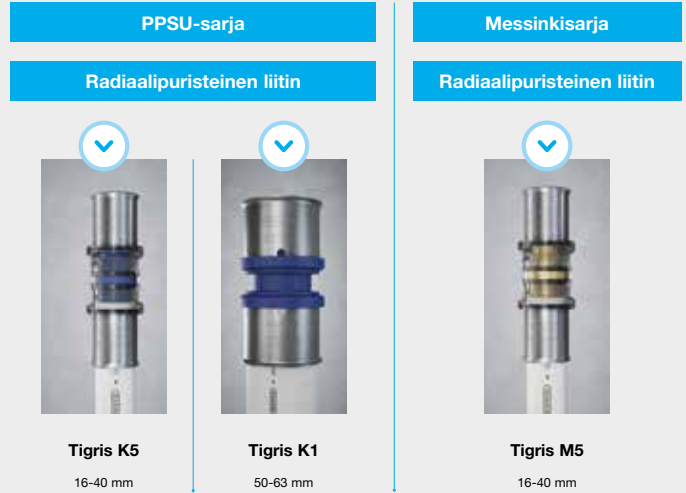 PPSU-sarja
Messinkisarja
Radiaalipuristeinen liitin
Radiaalipuristeinen liitin
Tigris K5
16-40 mm
Tigris K1
50-63 mm
Tigris M5
16-40 mm